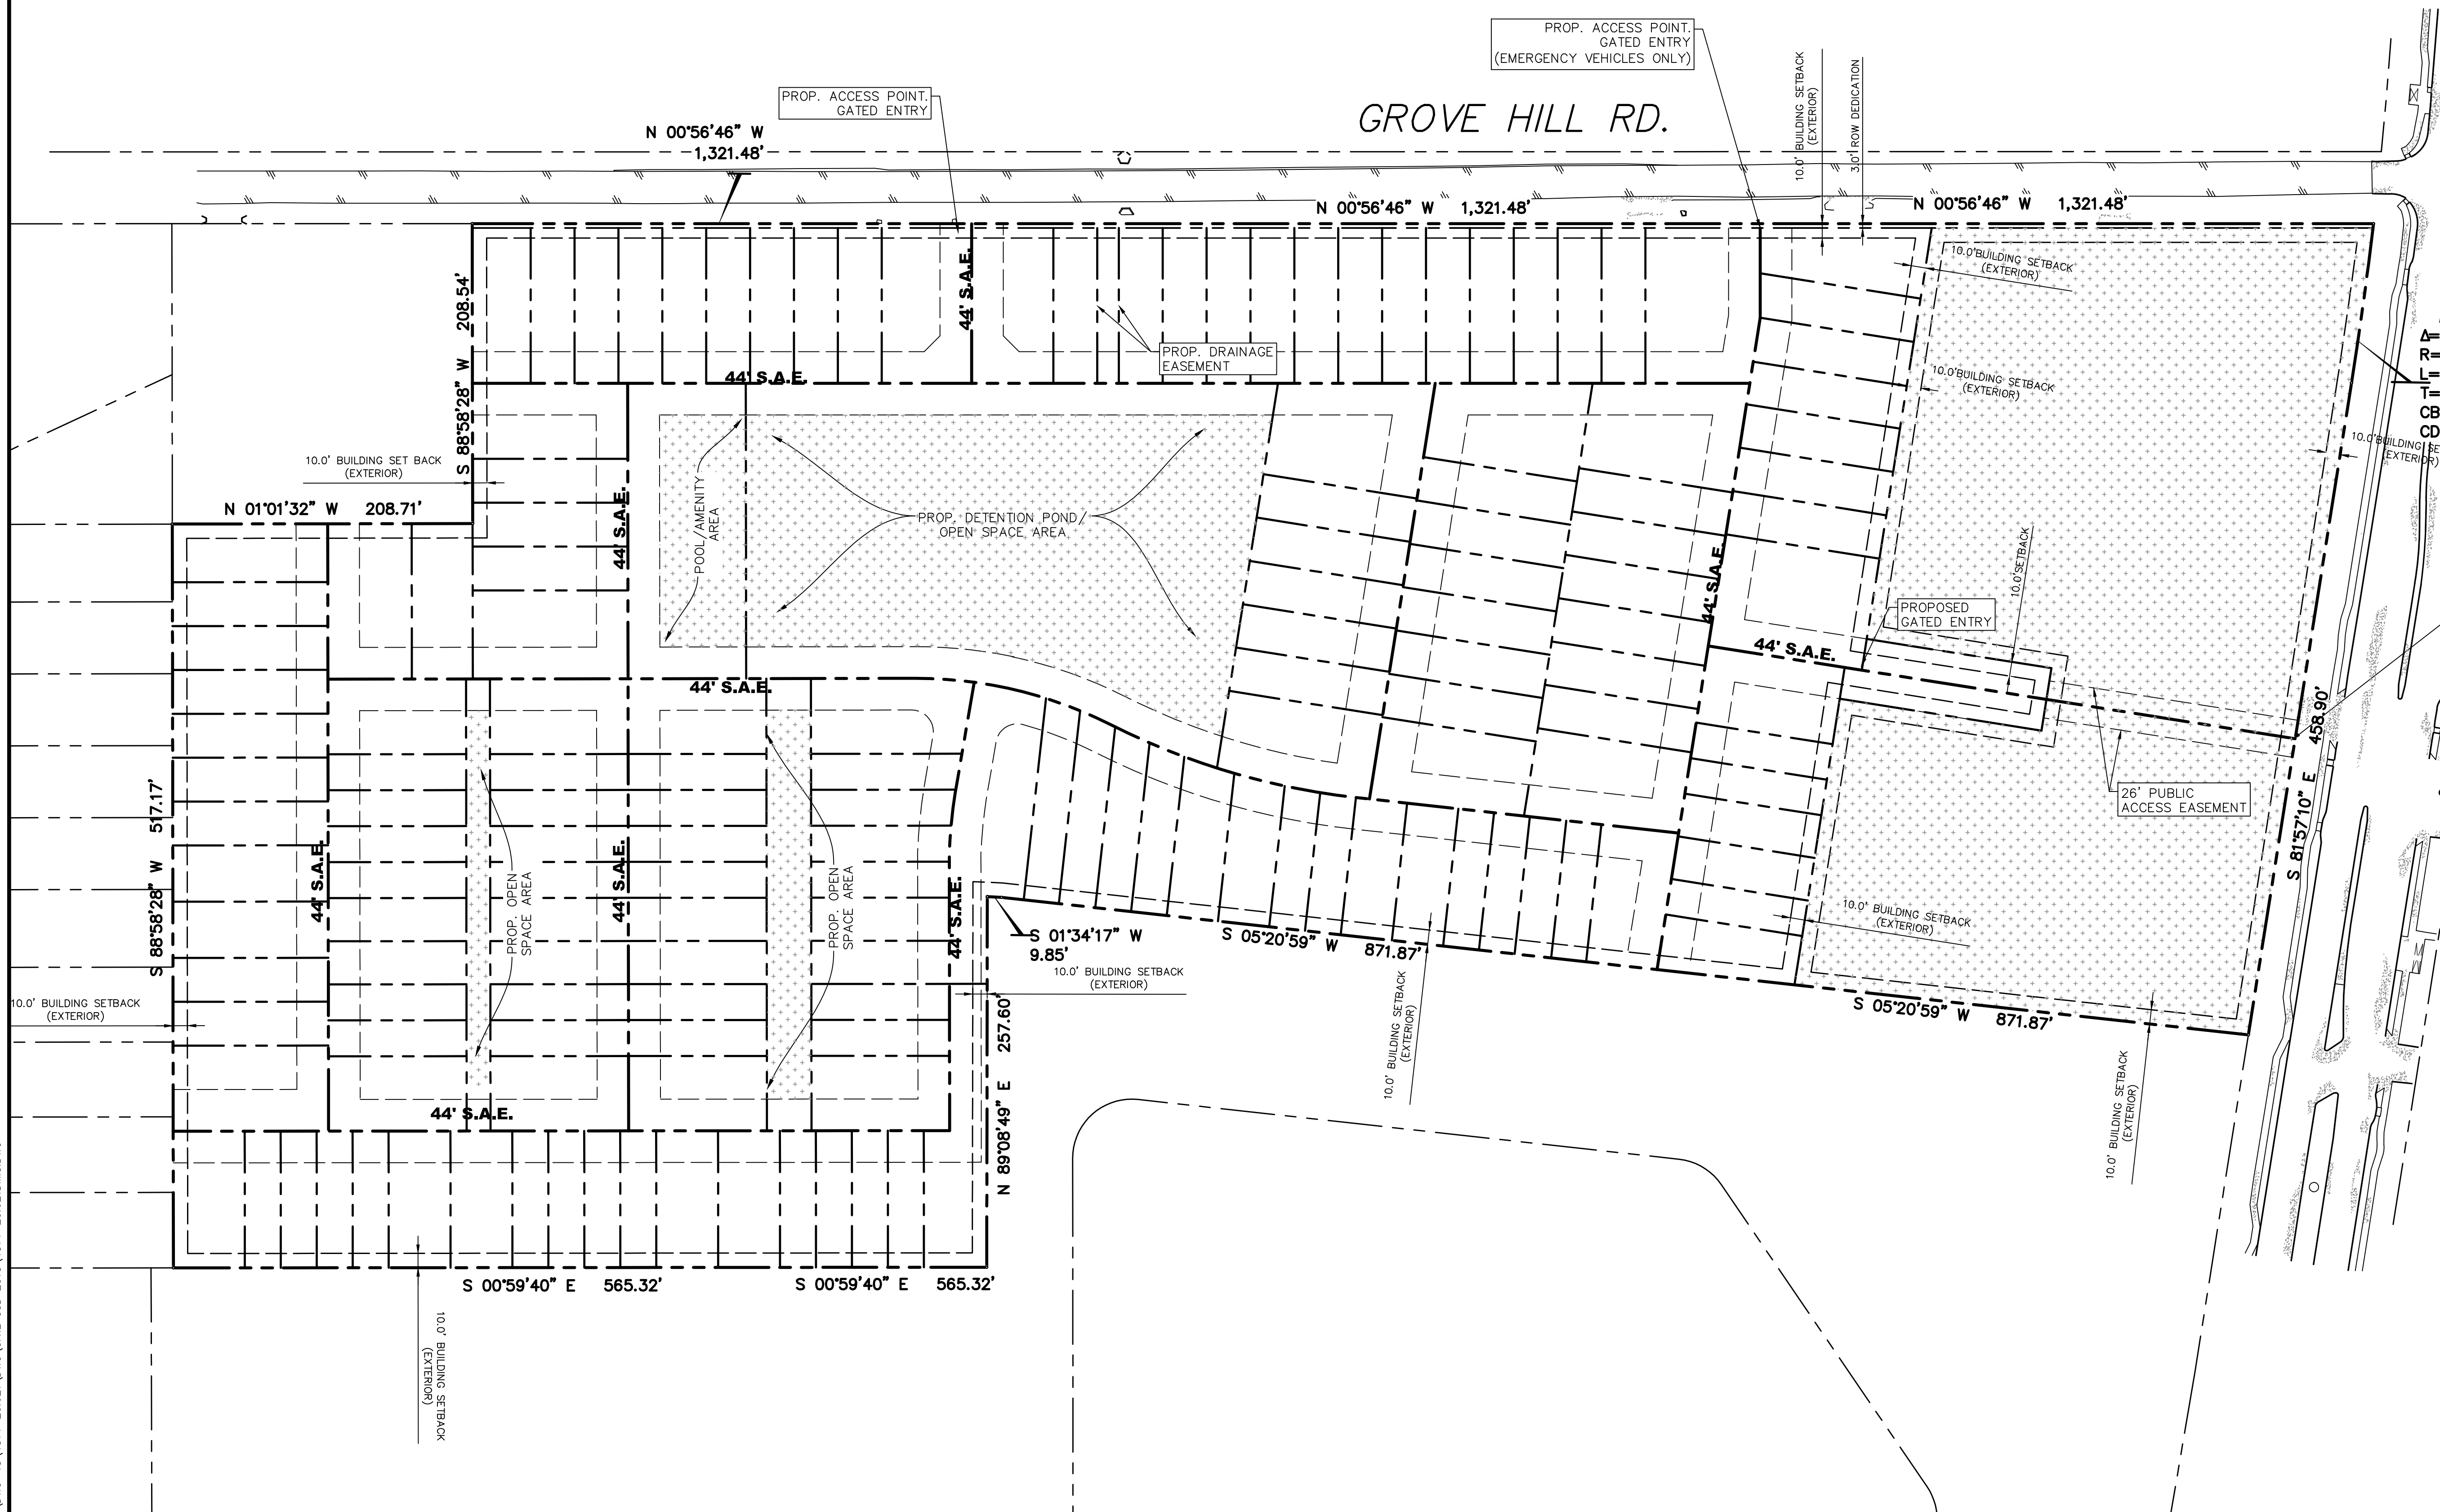 PROP. ACCESS POINT.
GATED ENTRY
(EMERGENCY VEHICLES ONLY)
PROP. ACCESS POINT.
GATED ENTRY
GROVE HILL RD.
10.0' BUILDING SETBACK
(EXTERIOR)
3.0' ROW DEDICATION
N 00°56'46" W
1,321.48'
N 00°56'46" W 1,321.48'
N 00°56'46" W 1,321.48'
10.0'BUILDING SETBACK
(EXTERIOR)
S 88°58'28" W 208.54'
44' S.A.E.
PROP. DRAINAGE
EASEMENT
44' S.A.E.
10.0'BUILDING SETBACK
(EXTERIOR)
Δ=
R=
L=
T=
CB
CD
10.0'BUILDING SE
(EXTERIOR)
10.0' BUILDING SET BACK
(EXTERIOR)
N 01°01'32" W 208.71'
44' S.A.E.
POOL/AMENITY
AREA
PROP. DETENTION POND/
OPEN SPACE AREA
44' S.A.E.
10.0'SETBACK
PROPOSED
GATED ENTRY
44' S.A.E.
44' S.A.E.
S 81°57'10" E 458.90'
26' PUBLIC
ACCESS EASEMENT
S 88°58'28" W 517.17'
44' S.A.E.
PROP. OPEN
SPACE AREA
44' S.A.E.
PROP. OPEN
SPACE AREA
44' S.A.E.
S 01°34'17" W
9.85'
S 05°20'59" W 871.87'
10.0' BUILDING SETBACK
(EXTERIOR)
10.0' BUILDING SETBACK
(EXTERIOR)
10.0' BUILDING SETBACK
(EXTERIOR)
N 89°08'49" E 257.60'
10.0' BUILDING SETBACK
(EXTERIOR)
S 05°20'59" W 871.87'
10.0' BUILDING SETBACK
(EXTERIOR)
44' S.A.E.
S 00°59'40" E 565.32'
S 00°59'40" E 565.32'
10.0' BUILDING SETBACK
(EXTERIOR)